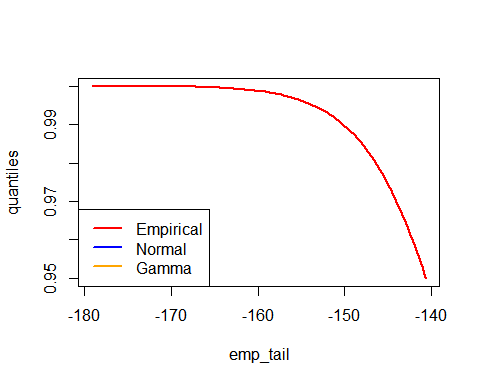 quantiles
0.99
0.97
0.95
Empirical
Normal
Gamma
-180 -170 -160 -150 -140
emp_tail